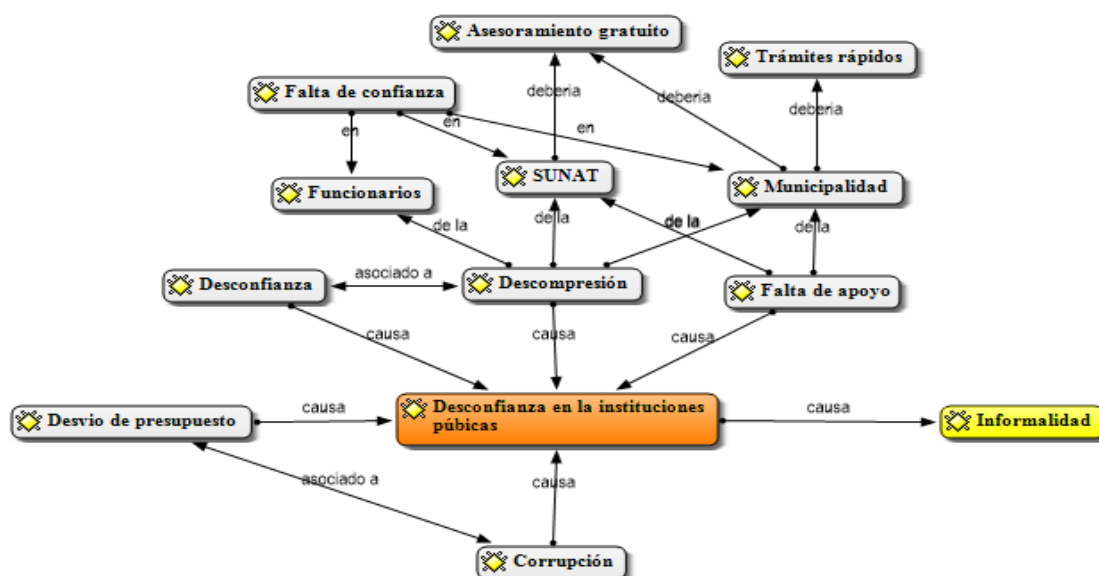 Asesoramiento gratuito
Trámites rápidos
deberia
deberia
deberia
Falta de confianza
en
en
en
SUNAT
Municipalidad
Funcionarios
de la
de la
de la
de la
Desconfianza
asociado a
Descompresión
Falta de apoyo
causa
causa
causa
Desconfianza en la instituciones
púbicas
Desvio de presupuesto
causa
causa
Informalidad
asociado a
causa
Corrupción